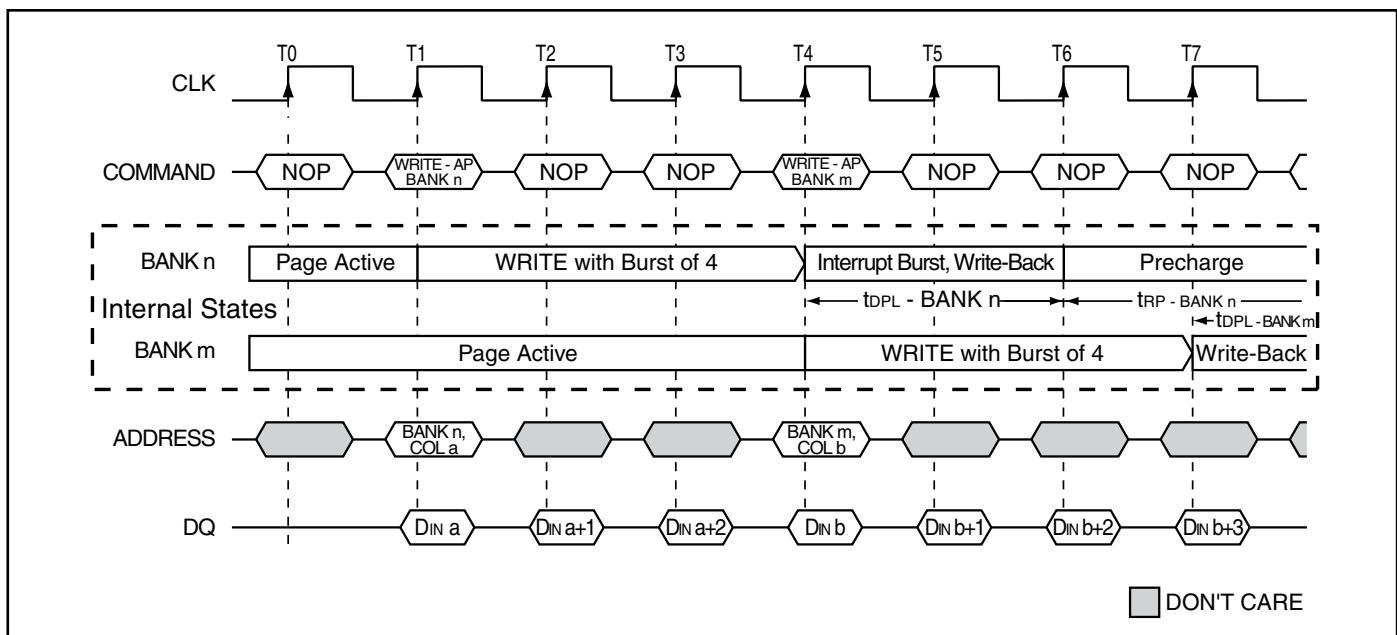 T0 T1 T2 T3 T4 T5 T6 T7
CLK
COMMAND NOP WRITE - AP BANK n NOP NOP WRITE - AP BANK m NOP NOP NOP
BANK n Page Active WRITE with Burst of 4 Interrupt Burst, Write-Back Precharge
tDPL - BANK n tRP - BANK n
Internal States
tDPL - BANK m
BANK m Page Active WRITE with Burst of 4 Write-Back
ADDRESS BANK n, COL a BANK m, COL b
DQ DIN a DIN a+1 DIN a+2 DIN b DIN b+1 DIN b+2 DIN b+3
DON'T CARE